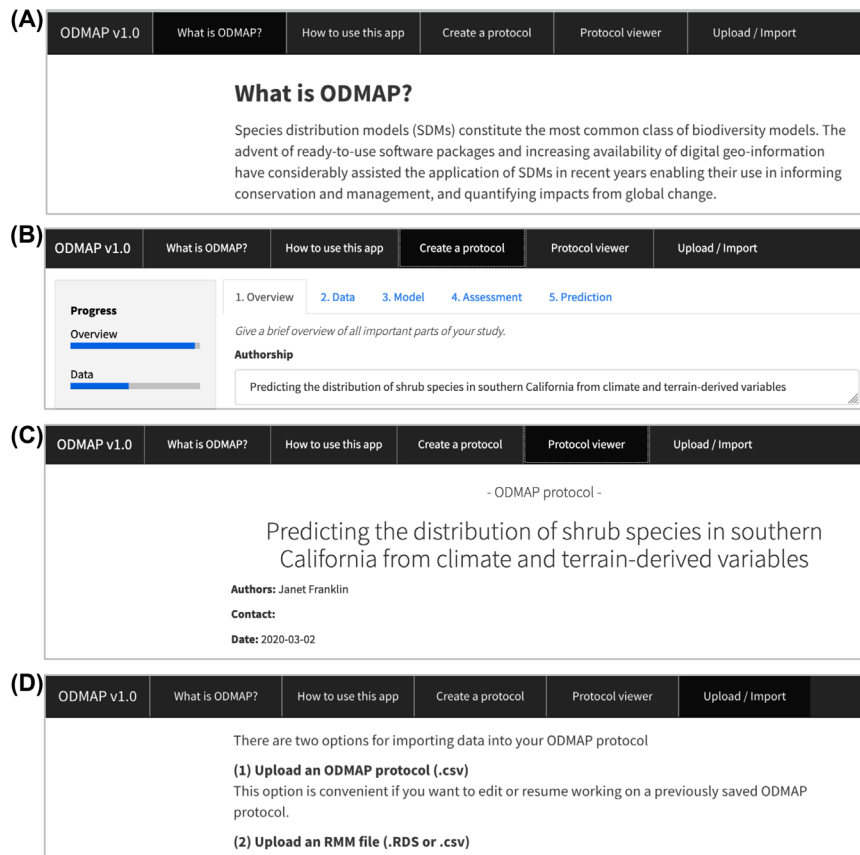 (A)
ODMAP v1.0 What is ODMAP? How to use this app Create a protocol Protocol viewer Upload / Import
What is ODMAP?
Species distribution models (SDMs) constitute the most common class of biodiversity models. The
advent of ready-to-use software packages and increasing availability of digital geo-information
have considerably assisted the application of SDMs in recent years enabling their use in informing
conservation and management, and quantifying impacts from global change.
(B)
ODMAP v1.0 What is ODMAP? How to use this app Create a protocol Protocol viewer Upload / Import
Progress
Overview
Data
1. Overview 2. Data 3. Model 4. Assessment 5. Prediction
Give a brief overview of all important parts of your study.
Authorship
Predicting the distribution of shrub species in southern California from climate and terrain-derived variables
(C)
ODMAP v1.0 What is ODMAP? How to use this app Create a protocol Protocol viewer Upload / Import
- ODMAP protocol -
Predicting the distribution of shrub species in southern
California from climate and terrain-derived variables
Authors: Janet Franklin
Contact:
Date: 2020-03-02
(D)
ODMAP v1.0 What is ODMAP? How to use this app Create a protocol Protocol viewer Upload / Import
There are two options for importing data into your ODMAP protocol
(1) Upload an ODMAP protocol (.csv)
This option is convenient if you want to edit or resume working on a previously saved ODMAP
protocol.
(2) Upload an RMM file (.RDS or .csv)